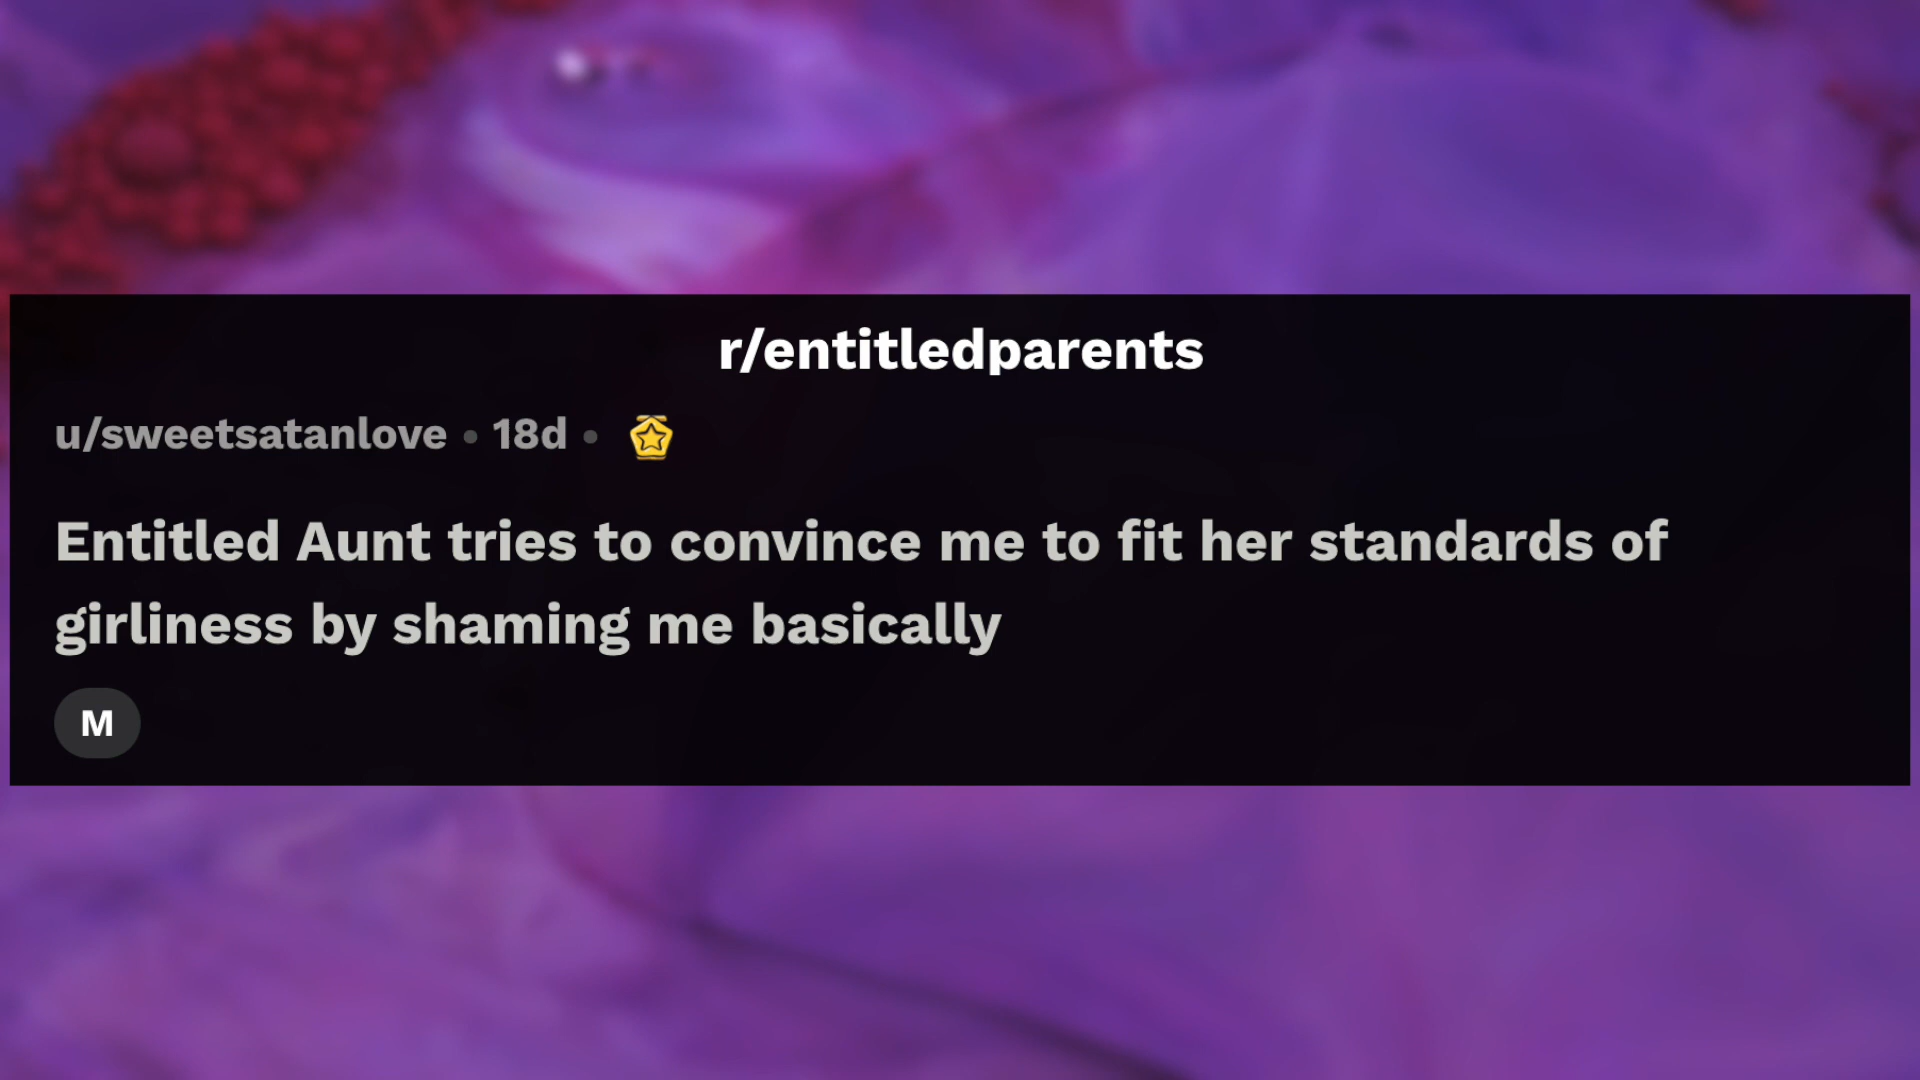 r/entitledparents
u/sweetsatanlove • 18d •
Entitled Aunt tries to convince me to fit her standards of
girliness by shaming me basically
M